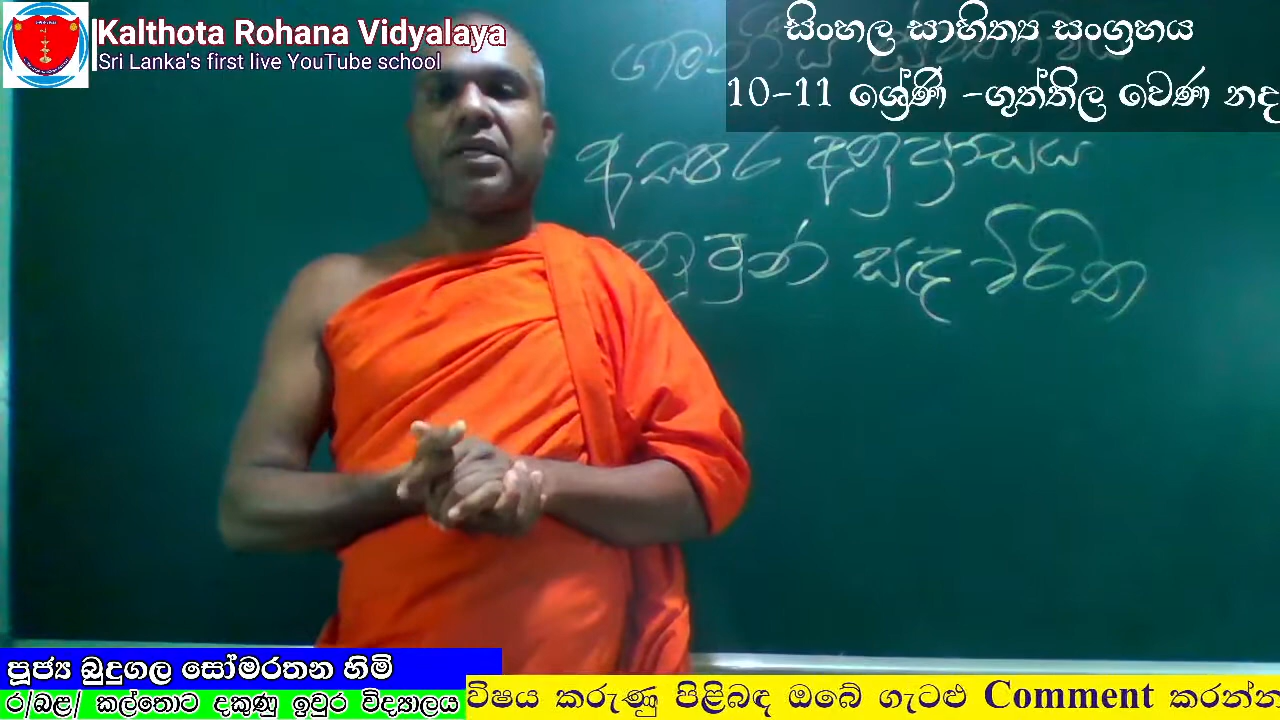 Kalthota Rohana Vidyalaya
Sri Lanka's first live YouTube school
සිංහල සාහිත්‍ය සංග්‍රහය
10-11 ශ්‍රේණි -ගුත්තිල වෙණ නද
අක්ෂර අනුප්‍රාසය
සඳ විරිත
පූජ්‍ය බුදුගල සෝමරතන හිමි
ර/බළ/ කල්තොට දකුණු ඉවුර විද්‍යාලය
විෂය කරුණු පිළිබඳ ඔබේ ගැටළු Comment කරන්න